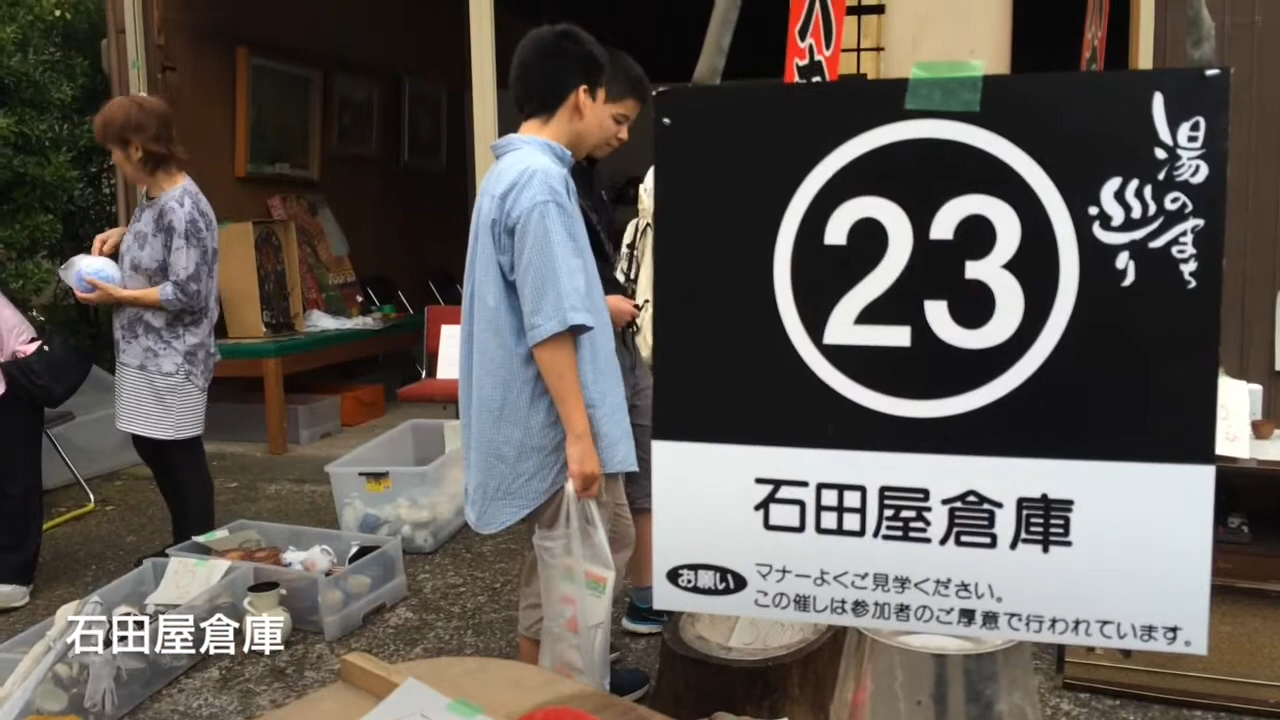 湯のまち
巡り
23
石田屋倉庫
お願い
マナーよくご見学ください。
この催しは参加者のご厚意で行われています。
石田屋倉庫